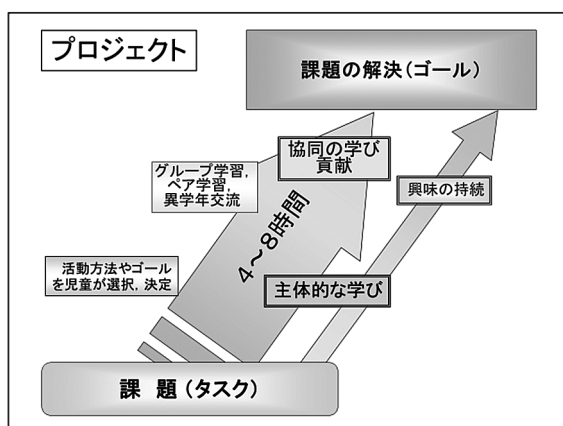 プロジェクト
課題の解決(ゴール)
協同の学び
貢献
グループ学習,
ペア学習,
異学年交流
興味の持続
4～8時間
活動方法やゴール
を児童が選択,決定
主体的な学び
課 題(タスク)